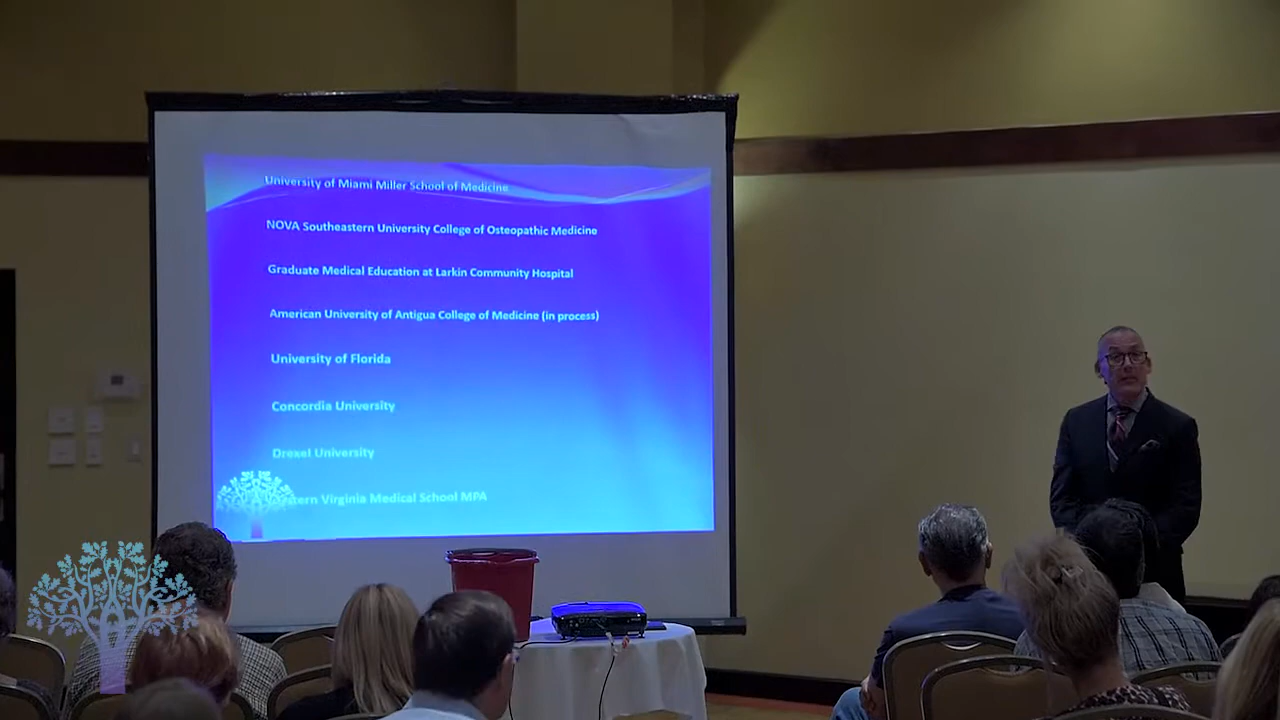 University of Miami Miller School of Medicine
NOVA Southeastern University College of Osteopathic Medicine
Graduate Medical Education at Larkin Community Hospital
American University of Antigua College of Medicine (in process)
University of Florida
Concordia University
Drexel University
Virginia Medical School MPA